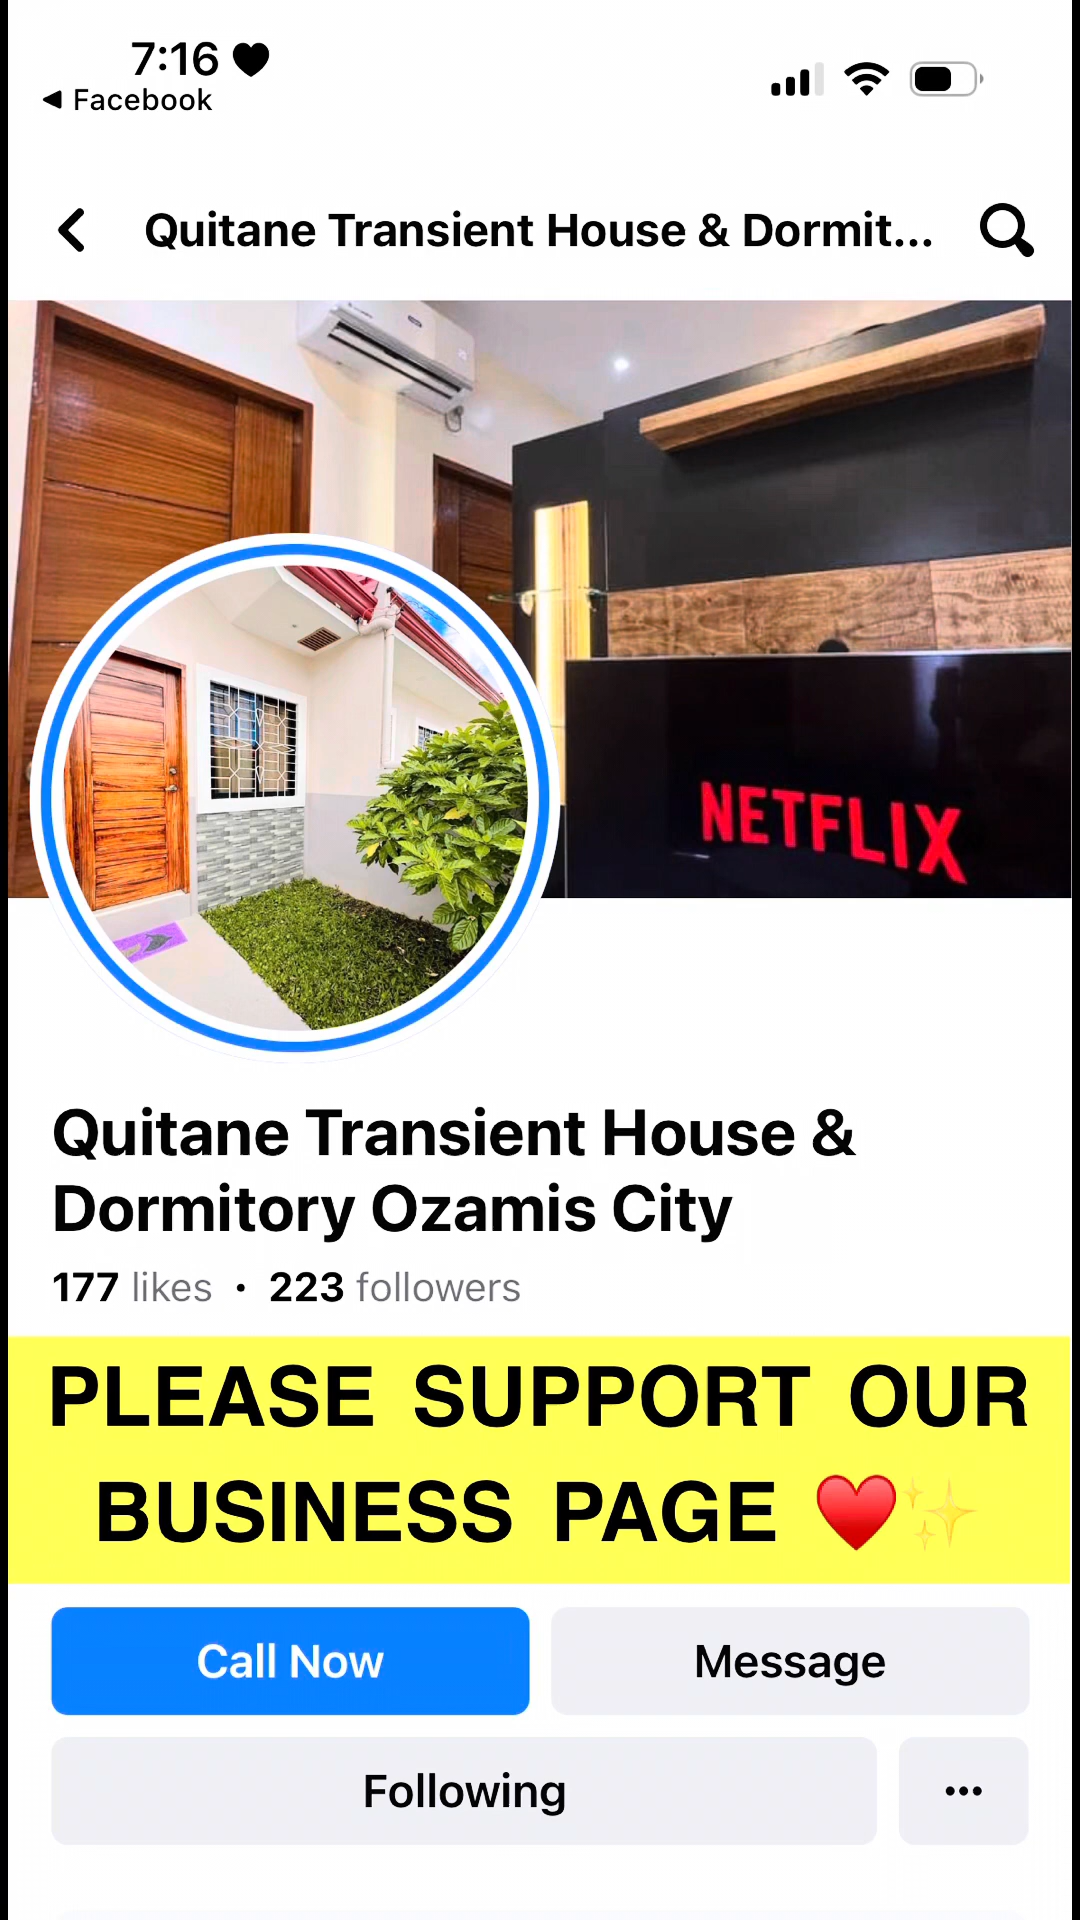 7:16
Facebook
Quitane Transient House & Dormit...
NETFLIX
Quitane Transient House &
Dormitory Ozamis City
177 likes · 223 followers
PLEASE SUPPORT OUR
BUSINESS PAGE ♥️✨
Call Now
Message
Following